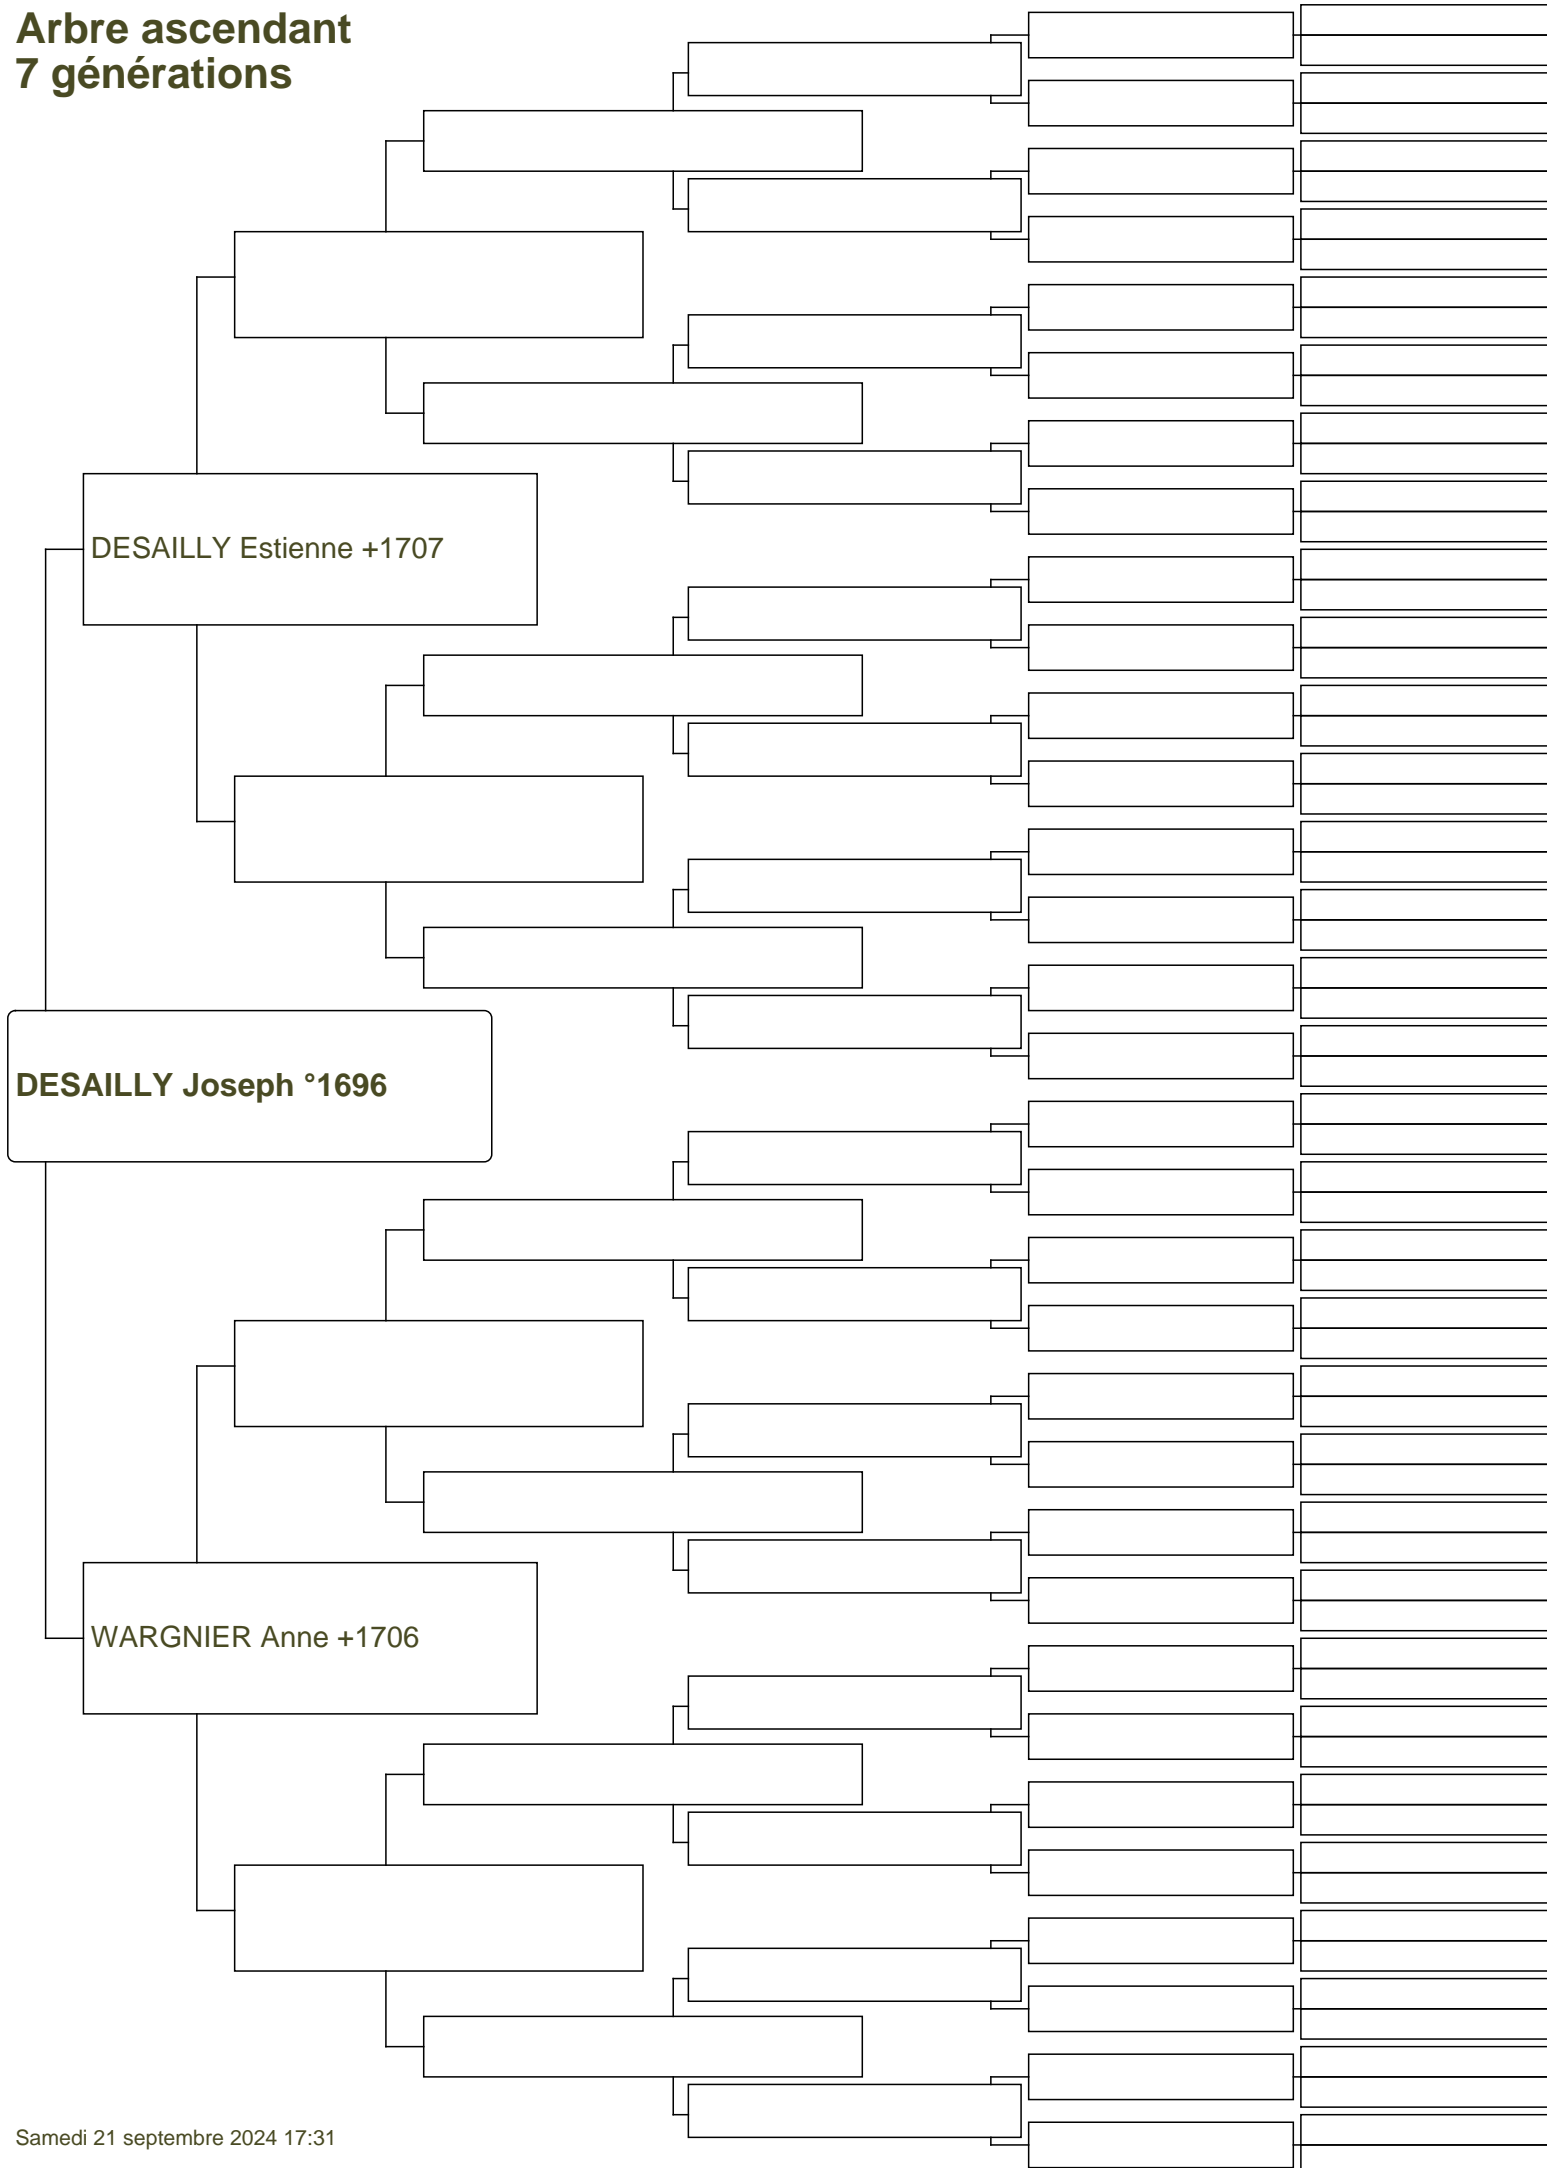 Arbre ascendant
7 générations
DESAILLY Estienne +1707
DESAILLY Joseph °1696
WARGNIER Anne +1706
Samedi 21 septembre 2024 17:31